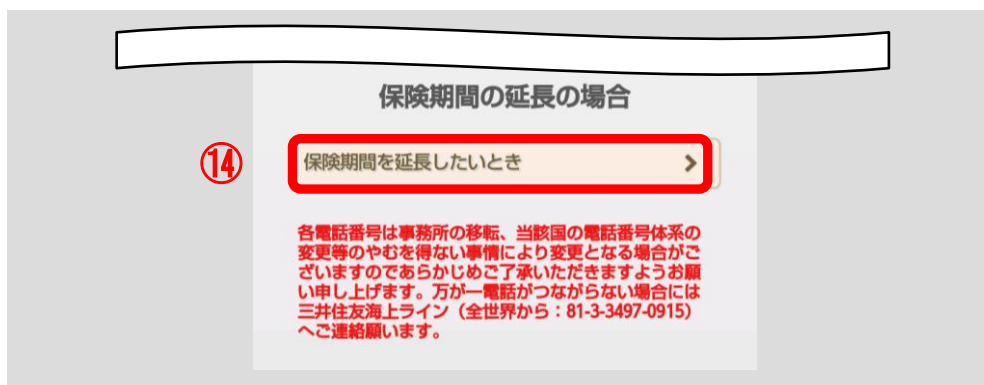 保険期間の延長の場合
⑭
保険期間を延長したいとき
各電話番号は事務所の移転、当該国の電話番号体系の
変更等のやむを得ない事情により変更となる場合がご
ざいますのであらかじめご了承いただきますようお願
い申し上げます。万が一電話がつながらない場合には
三井住友海上ライン（全世界から：81-3-3497-0915）
へご連絡願います。